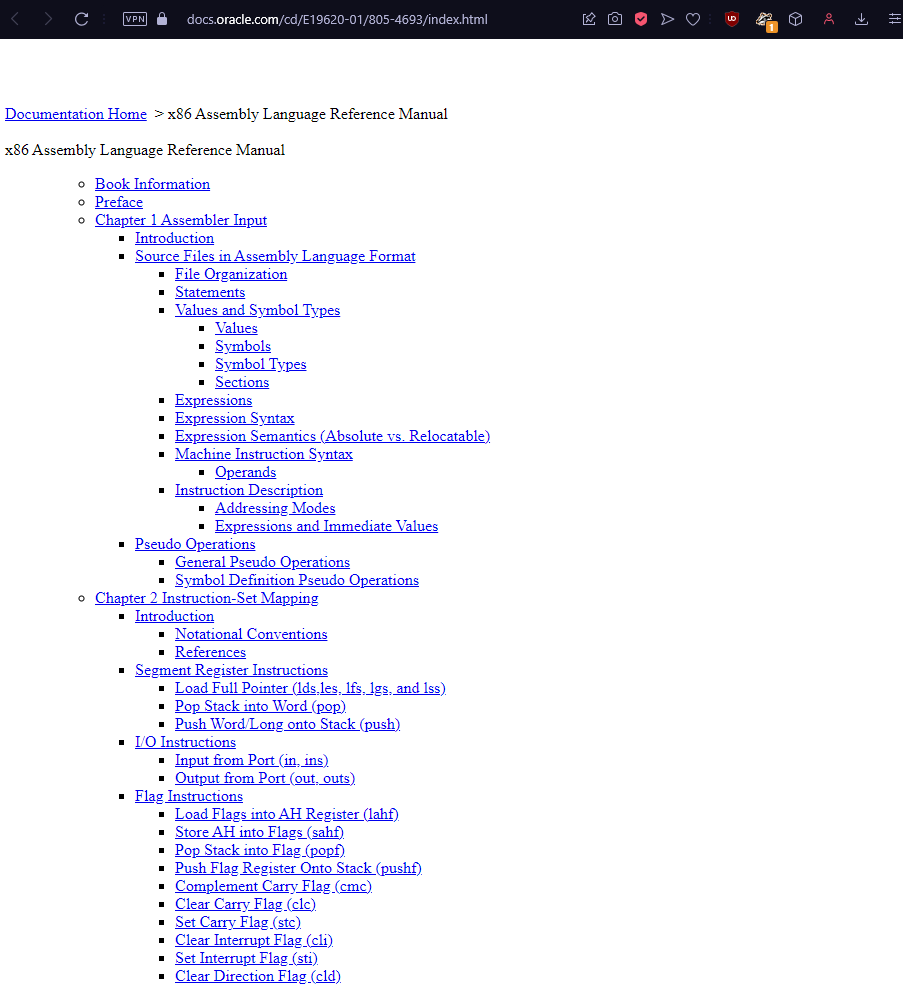 VPN docs.oracle.com/cd/E19620-01/805-4693/index.html
1
Documentation Home > x86 Assembly Language Reference Manual
x86 Assembly Language Reference Manual
Book Information
Preface
Chapter 1 Assembler Input
Introduction
Source Files in Assembly Language Format
File Organization
Statements
Values and Symbol Types
Values
Symbols
Symbol Types
Sections
Expressions
Expression Syntax
Expression Semantics (Absolute vs. Relocatable)
Machine Instruction Syntax
Operands
Instruction Description
Addressing Modes
Expressions and Immediate Values
Pseudo Operations
General Pseudo Operations
Symbol Definition Pseudo Operations
Chapter 2 Instruction-Set Mapping
Introduction
Notational Conventions
References
Segment Register Instructions
Load Full Pointer (lds,les, lfs, lgs, and lss)
Pop Stack into Word (pop)
Push Word/Long onto Stack (push)
I/O Instructions
Input from Port (in, ins)
Output from Port (out, outs)
Flag Instructions
Load Flags into AH Register (lahf)
Store AH into Flags (sahf)
Pop Stack into Flag (popf)
Push Flag Register Onto Stack (pushf)
Complement Carry Flag (cmc)
Clear Carry Flag (clc)
Set Carry Flag (stc)
Clear Interrupt Flag (cli)
Set Interrupt Flag (sti)
Clear Direction Flag (cld)